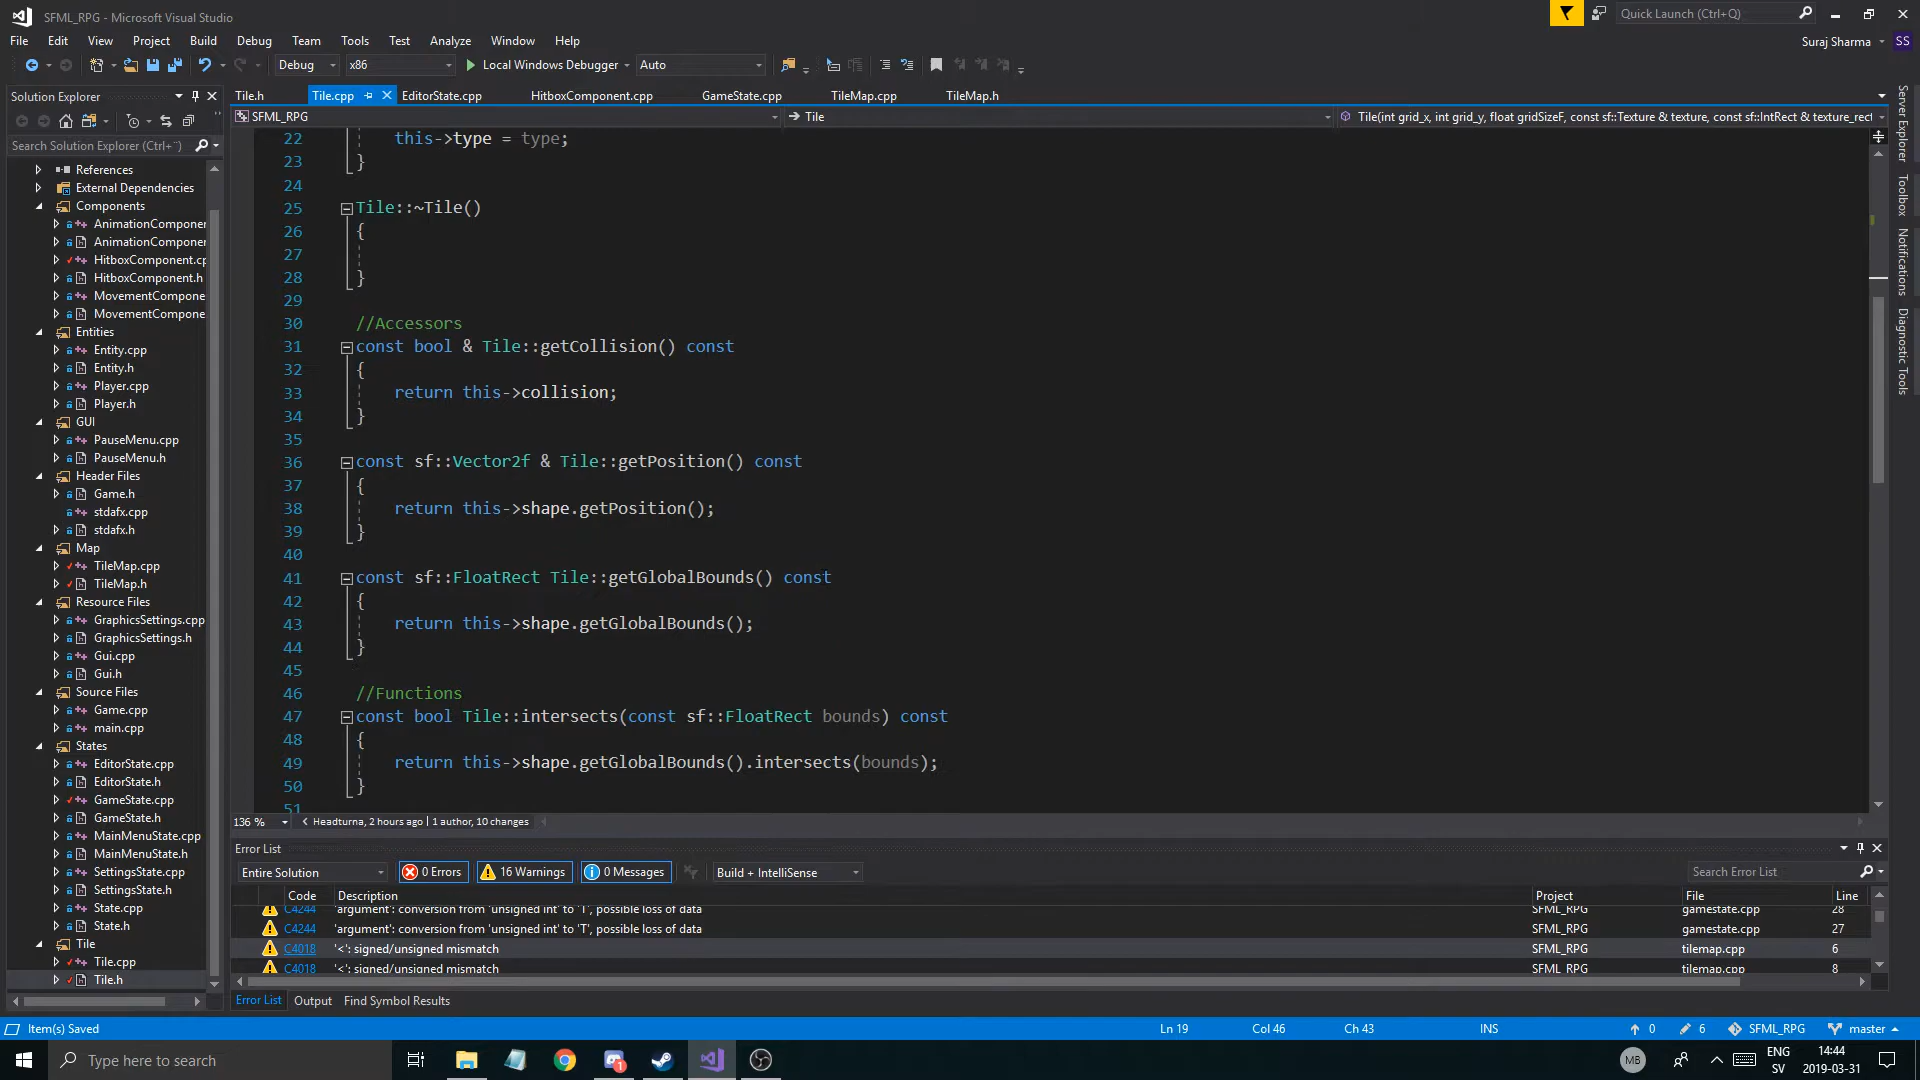 SFML_RPG - Microsoft Visual Studio
Quick Launch (Ctrl+Q)
File Edit View Project Build Debug Team Tools Test Analyze Window Help
Suraj Sharma SS
Debug x86 Local Windows Debugger Auto
Solution Explorer
Tile.h Tile.cpp EditorState.cpp HitboxComponent.cpp GameState.cpp TileMap.cpp TileMap.h
SFML_RPG Tile Tile(int grid_x, int grid_y, float gridSizeF, const sf::Texture & texture, const sf::IntRect & texture_rect
Search Solution Explorer (Ctrl+¨)
References
External Dependencies
Components
AnimationComponer
AnimationComponer
HitboxComponent.cp
HitboxComponent.h
MovementCompone
MovementCompone
Entities
Entity.cpp
Entity.h
Player.cpp
Player.h
GUI
PauseMenu.cpp
PauseMenu.h
Header Files
Game.h
stdafx.cpp
stdafx.h
Map
TileMap.cpp
TileMap.h
Resource Files
GraphicsSettings.cpp
GraphicsSettings.h
Gui.cpp
Gui.h
Source Files
Game.cpp
main.cpp
States
EditorState.cpp
EditorState.h
GameState.cpp
GameState.h
MainMenuState.cpp
MainMenuState.h
SettingsState.cpp
SettingsState.h
State.cpp
State.h
Tile
Tile.cpp
Tile.h
22 this->type = type;
23 }
24
25 Tile::~Tile()
26 {
27
28 }
29
30 //Accessors
31 const bool & Tile::getCollision() const
32 {
33 return this->collision;
34 }
35
36 const sf::Vector2f & Tile::getPosition() const
37 {
38 return this->shape.getPosition();
39 }
40
41 const sf::FloatRect Tile::getGlobalBounds() const
42 {
43 return this->shape.getGlobalBounds();
44 }
45
46 //Functions
47 const bool Tile::intersects(const sf::FloatRect bounds) const
48 {
49 return this->shape.getGlobalBounds().intersects(bounds);
50 }
51
136 % Headturna, 2 hours ago | 1 author, 10 changes
Server Explorer
Toolbox
Notifications
Diagnostic Tools
Error List
Entire Solution 0 Errors 16 Warnings 0 Messages Build + IntelliSense Search Error List
Code Description Project File Line
C4244 'argument': conversion from 'unsigned int' to 'T', possible loss of data SFML_RPG gamestate.cpp 28
C4244 'argument': conversion from 'unsigned int' to 'T', possible loss of data SFML_RPG gamestate.cpp 27
C4018 '<': signed/unsigned mismatch SFML_RPG tilemap.cpp 6
C4018 '<': signed/unsigned mismatch SFML_RPG tilemap.cpp 8
Error List Output Find Symbol Results
Item(s) Saved Ln 19 Col 46 Ch 43 INS 0 6 SFML_RPG master
Type here to search
MB
ENG
SV
14:44
2019-03-31